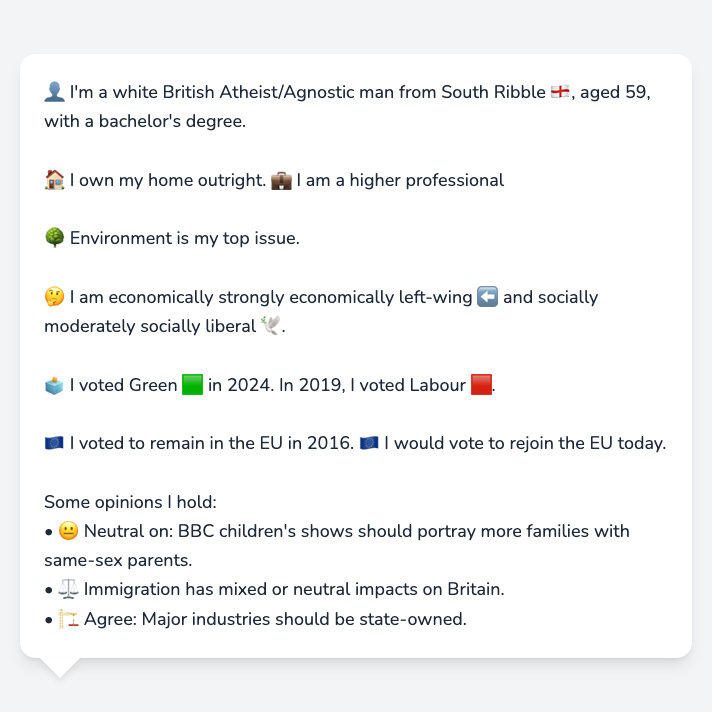 👤 I'm a white British Atheist/Agnostic man from South Ribble 🏴󠁧󠁢󠁥󠁮󠁧󠁿, aged 59,
with a bachelor's degree.
🏠 I own my home outright. 💼 I am a higher professional
🌳 Environment is my top issue.
🤔 I am economically strongly economically left-wing ⬅️ and socially
moderately socially liberal 🕊️.
🗳️ I voted Green 🟩 in 2024. In 2019, I voted Labour 🟥.
🇪🇺 I voted to remain in the EU in 2016. 🇪🇺 I would vote to rejoin the EU today.
Some opinions I hold:
• 😐 Neutral on: BBC children's shows should portray more families with
same-sex parents.
• ⚖️ Immigration has mixed or neutral impacts on Britain.
• 🏗️ Agree: Major industries should be state-owned.